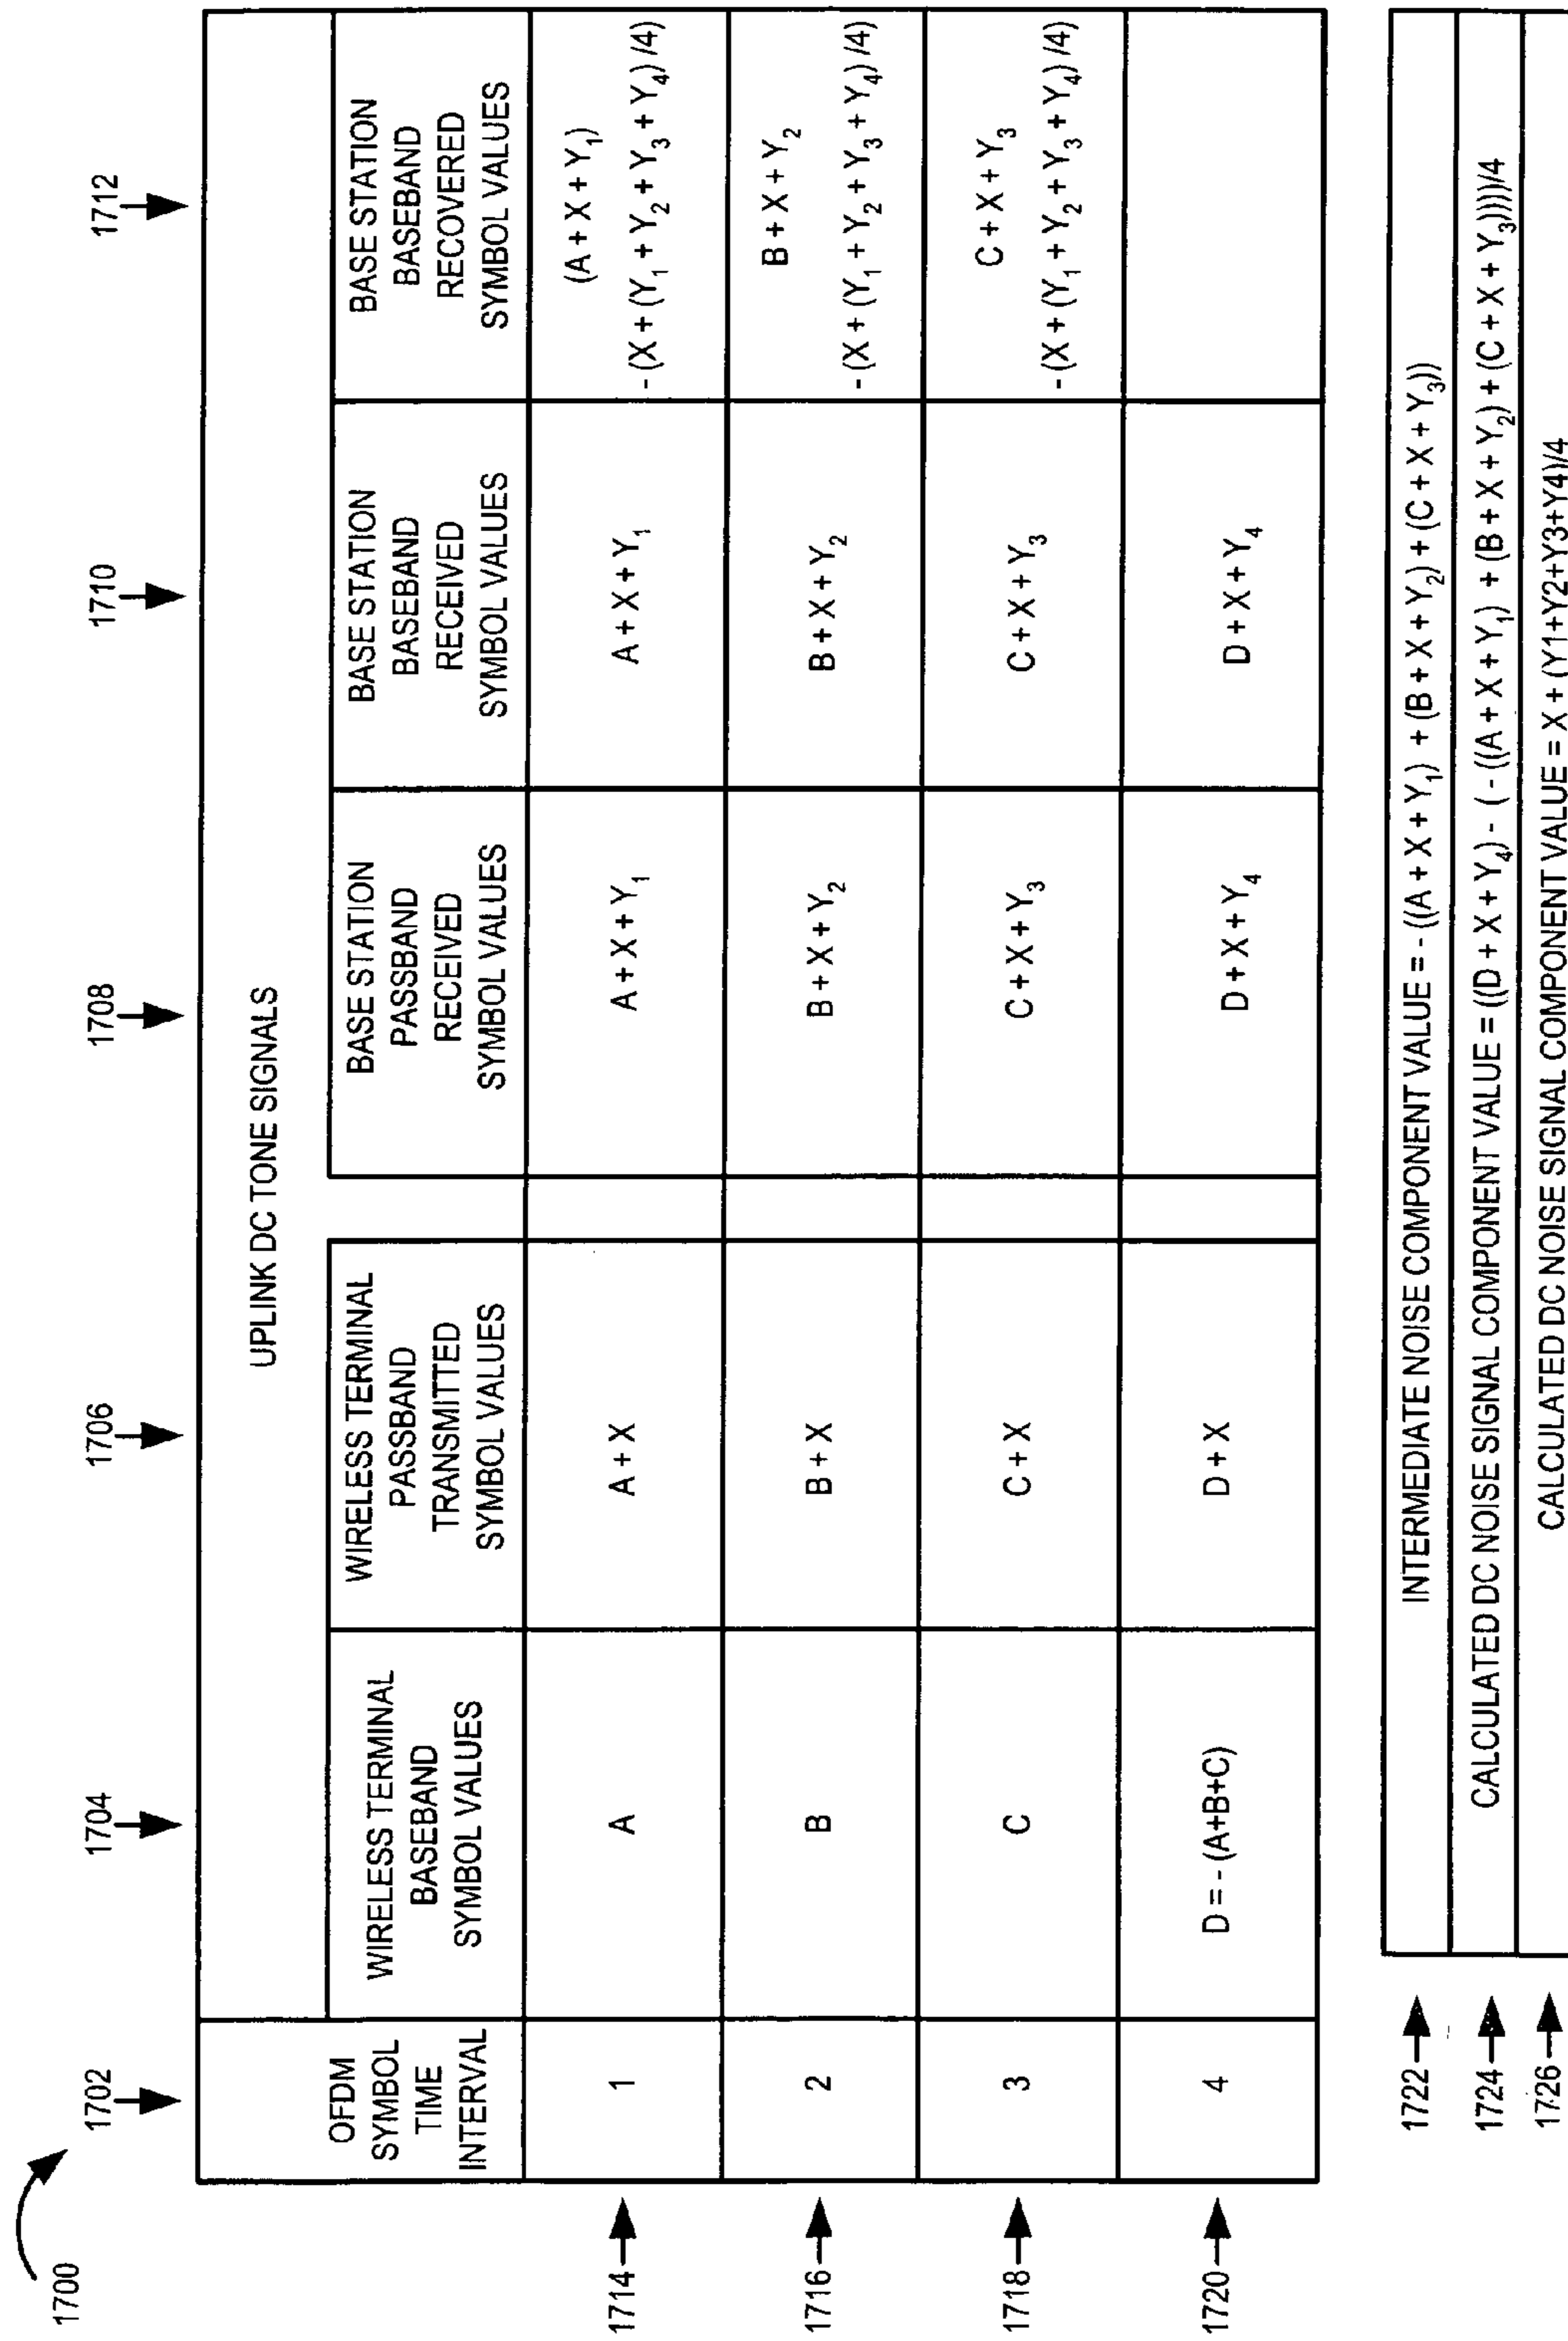 1700
1702
1704
1706
1708
1710
1712
UPLINK DC TONE SIGNALS
OFDM
SYMBOL
TIME
INTERVAL
WIRELESS TERMINAL
BASEBAND
SYMBOL VALUES
WIRELESS TERMINAL
PASSBAND
TRANSMITTED
SYMBOL VALUES
BASE STATION
PASSBAND
RECEIVED
SYMBOL VALUES
BASE STATION
BASEBAND
RECEIVED
SYMBOL VALUES
BASE STATION
BASEBAND
RECOVERED
SYMBOL VALUES
1714
1
A
A + X
A + X + Y₁
A + X + Y₁
(A + X + Y₁)
- (X + (Y₁ + Y₂ + Y₃ + Y₄) /4)
1716
2
B
B + X
B + X + Y₂
B + X + Y₂
B + X + Y₂
- (X + (Y₁ + Y₂ + Y₃ + Y₄) /4)
1718
3
C
C + X
C + X + Y₃
C + X + Y₃
C + X + Y₃
- (X + (Y₁ + Y₂ + Y₃ + Y₄) /4)
1720
4
D = - (A+B+C)
D + X
D + X + Y₄
D + X + Y₄
1722
INTERMEDIATE NOISE COMPONENT VALUE = - ((A + X + Y₁) + (B + X + Y₂) + (C + X + Y₃))
1724
CALCULATED DC NOISE SIGNAL COMPONENT VALUE = ((D + X + Y₄) - ( - ((A + X + Y₁) + (B + X + Y₂) + (C + X + Y₃))))/4
1726
CALCULATED DC NOISE SIGNAL COMPONENT VALUE = X + (Y1+Y2+Y3+Y4)/4